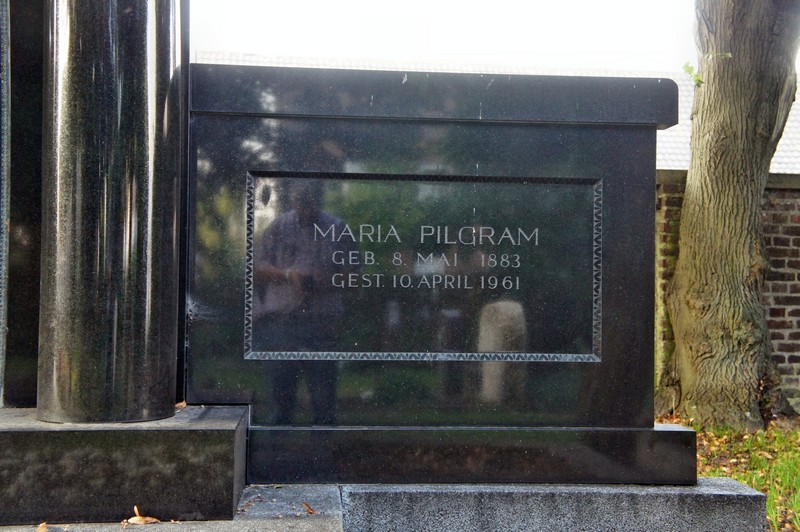 MARIA PILGRAM
GEB. 8. MAI 1883
GEST. 10. APRIL 1961